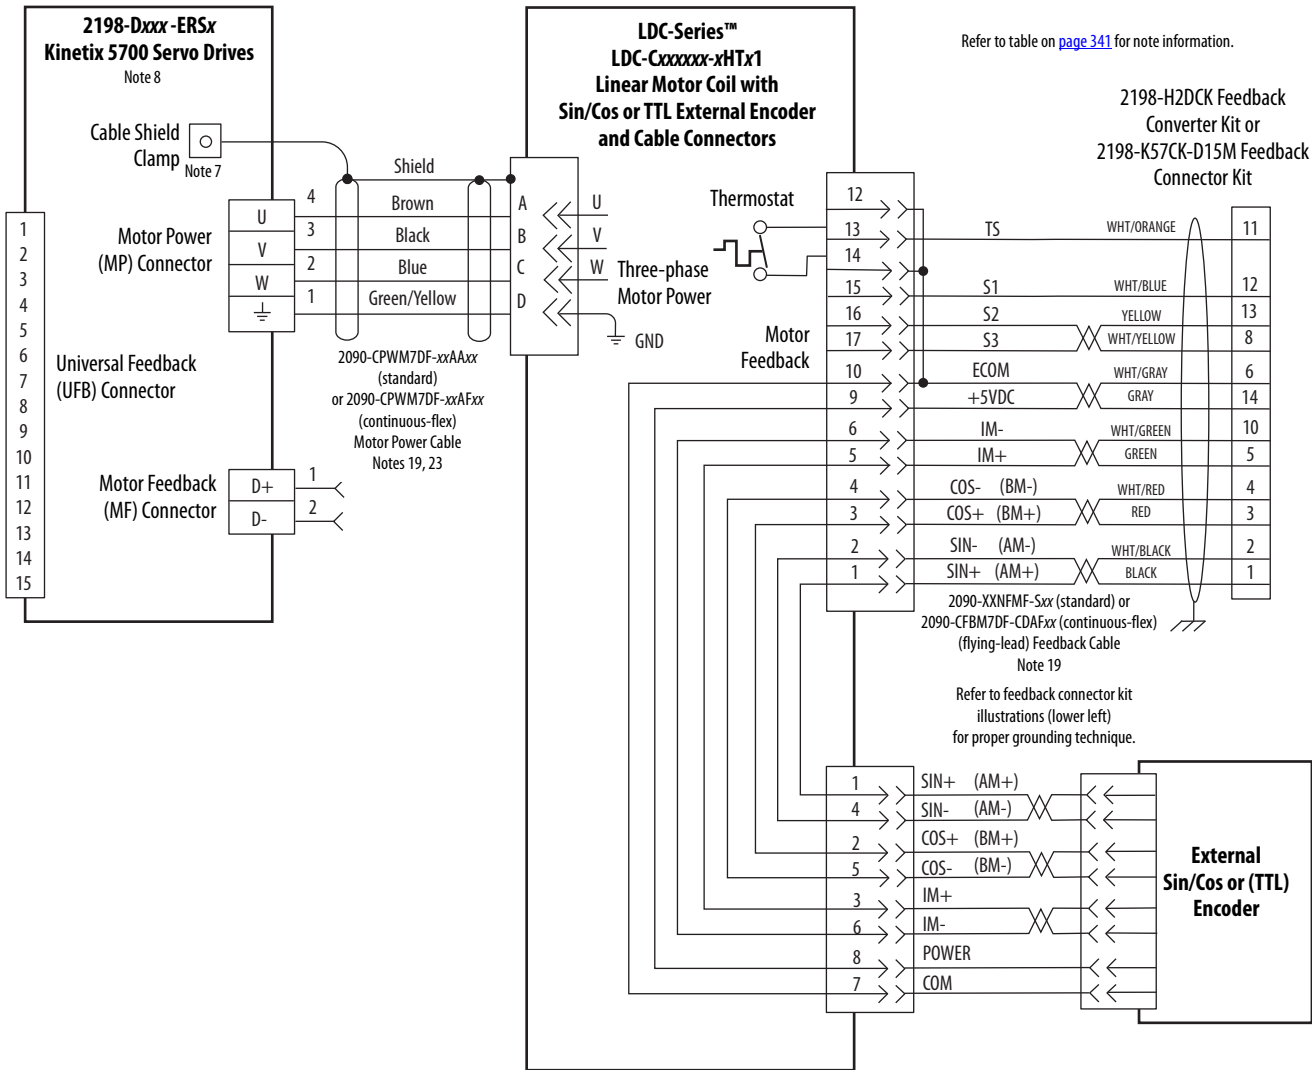 2198-Dxxx-ERSx
Kinetix 5700 Servo Drives
Note 8
Cable Shield
Clamp
Note 7
Motor Power
(MP) Connector
U
V
W
4
3
2
1
1
2
3
4
5
6
7
8
9
10
11
12
13
14
15
Universal Feedback
(UFB) Connector
Motor Feedback
(MF) Connector
D+
D-
1
2
Shield
Brown
Black
Blue
Green/Yellow
2090-CPWM7DF-xxAAxx
(standard)
or 2090-CPWM7DF-xxAFxx
(continuous-flex)
Motor Power Cable
Notes 19, 23
LDC-Series™
LDC-Cxxxxxx-xHTx1
Linear Motor Coil with
Sin/Cos or TTL External Encoder
and Cable Connectors
A
B
C
D
U
V
W
Three-phase
Motor Power
GND
Thermostat
Motor
Feedback
12
13
14
15
16
17
10
9
6
5
4
3
2
1
Refer to table on page 341 for note information.
2198-H2DCK Feedback
Converter Kit or
2198-K57CK-D15M Feedback
Connector Kit
TS WHT/ORANGE 11
S1 WHT/BLUE 12
S2 YELLOW 13
S3 WHT/YELLOW 8
ECOM WHT/GRAY 6
+5VDC GRAY 14
IM- WHT/GREEN 10
IM+ GREEN 5
COS- (BM-) WHT/RED 4
COS+ (BM+) RED 3
SIN- (AM-) WHT/BLACK 2
SIN+ (AM+) BLACK 1
2090-XXNFMF-Sxx (standard) or
2090-CFBM7DF-CDAFxx (continuous-flex)
(flying-lead) Feedback Cable
Note 19
Refer to feedback connector kit
illustrations (lower left)
for proper grounding technique.
1 SIN+ (AM+)
4 SIN- (AM-)
2 COS+ (BM+)
5 COS- (BM-)
3 IM+
6 IM-
8 POWER
7 COM
External
Sin/Cos or (TTL)
Encoder